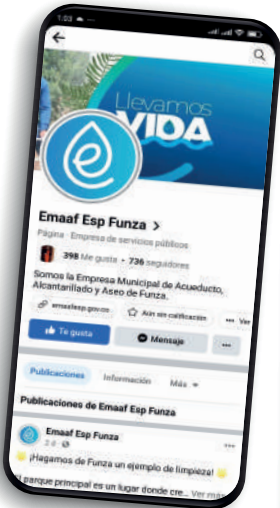 1:03
Llevamos
VIDA
e
Emaaf Esp Funza >
Página · Empresa de servicios públicos
398 Me gusta • 736 seguidores
Somos la Empresa Municipal de Acueducto,
Alcantarillado y Aseo de Funza.
emaafesp.gov.co Aún sin calificación ••• Ver
Te gusta Mensaje •••
Publicaciones Información Más
Publicaciones de Emaaf Esp Funza
Emaaf Esp Funza •••
2 d ·
¡Hagamos de Funza un ejemplo de limpieza!
l parque principal es un lugar donde cre... Ver más